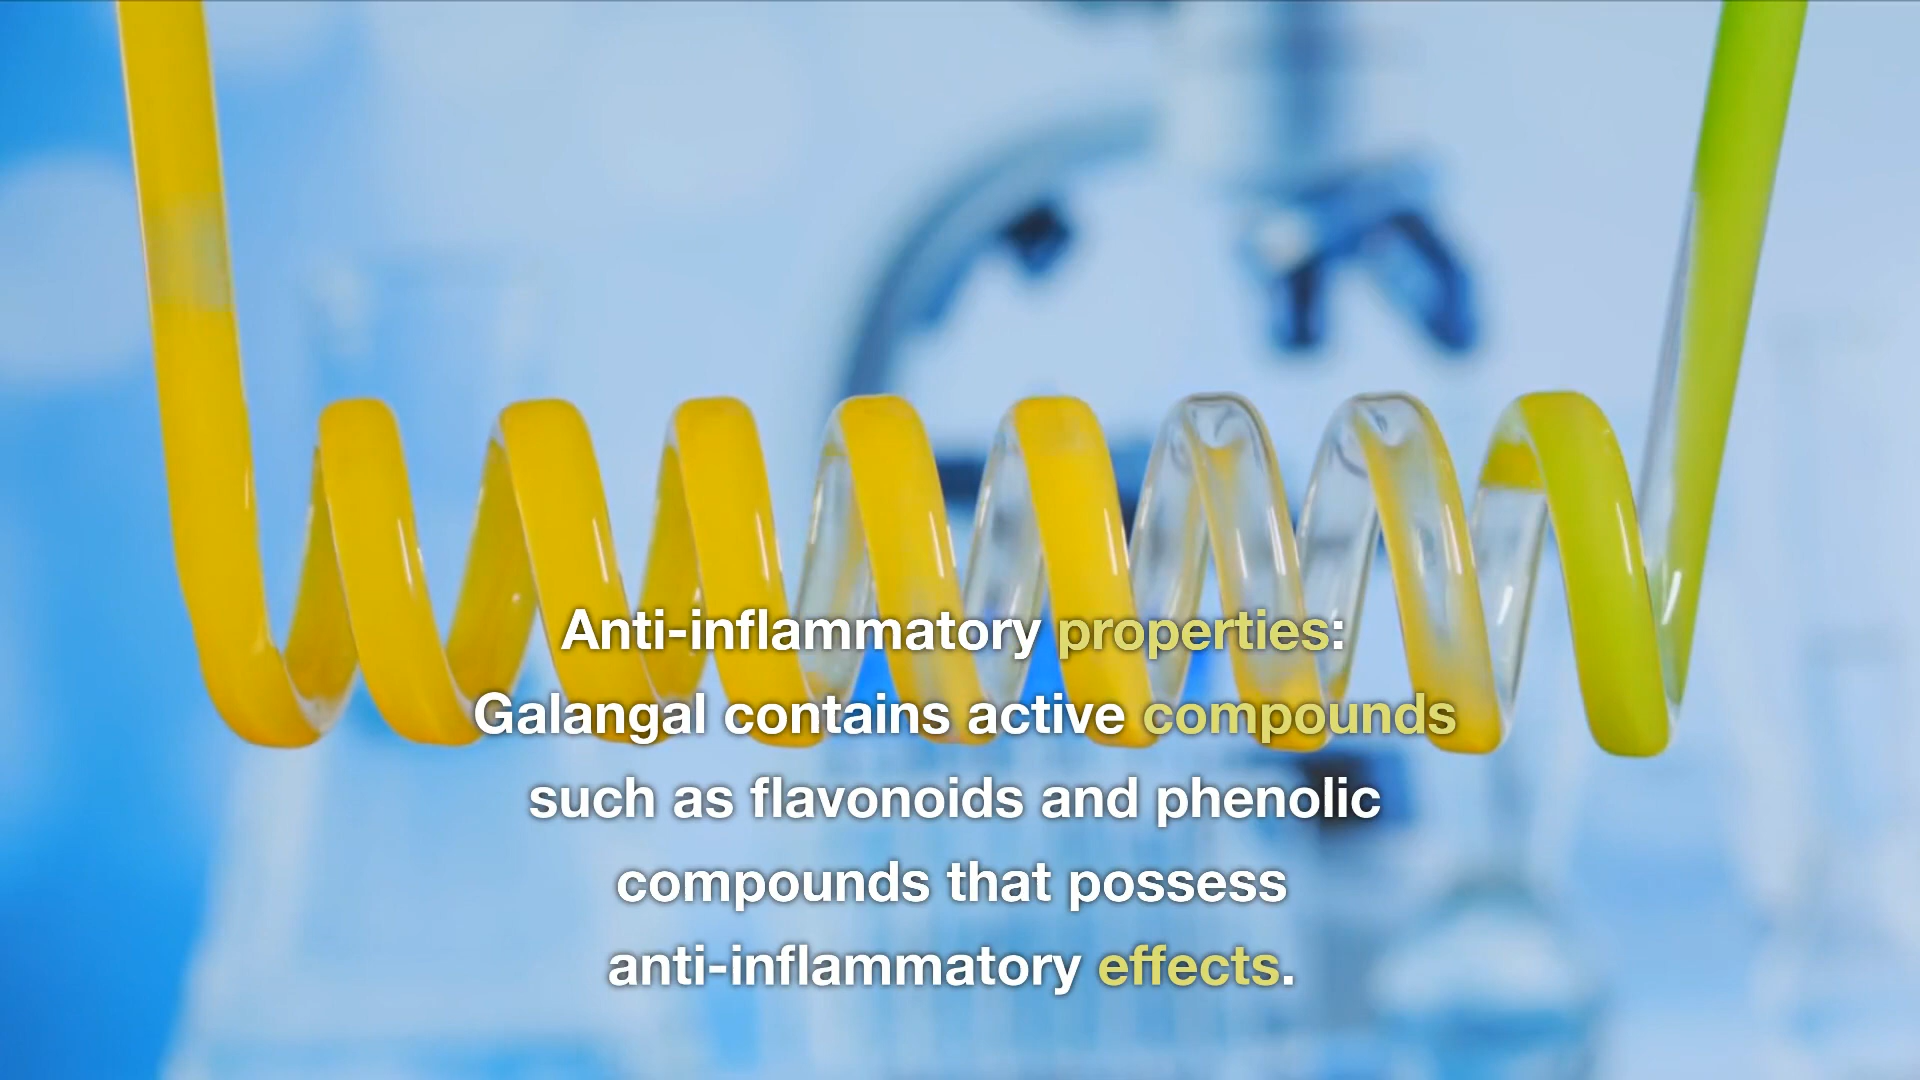 Anti-inflammatory properties:
Galangal contains active compounds
such as flavonoids and phenolic
compounds that possess
anti-inflammatory effects.